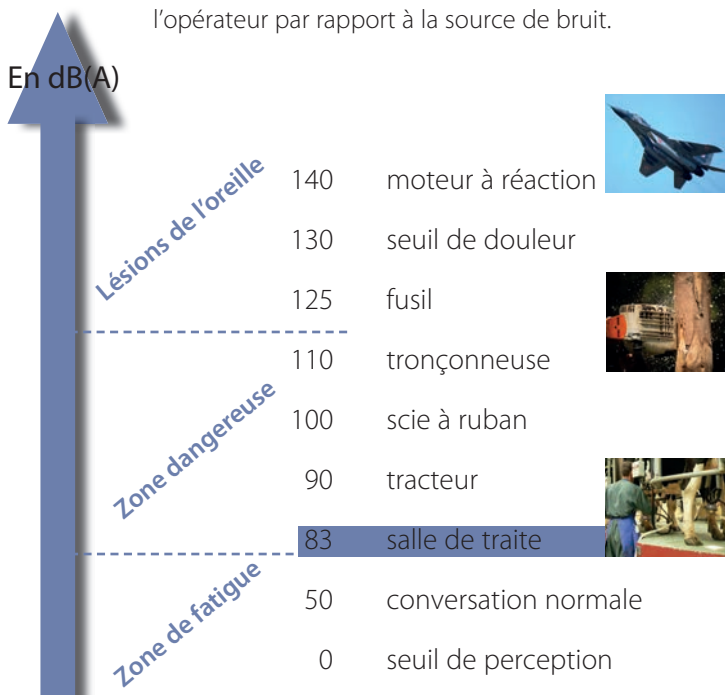 l'opérateur par rapport à la source de bruit.
En dB(A)
Lésions de l'oreille
140 moteur à réaction
130 seuil de douleur
125 fusil
Zone dangereuse
110 tronçonneuse
100 scie à ruban
90 tracteur
83 salle de traite
Zone de fatigue
50 conversation normale
0 seuil de perception